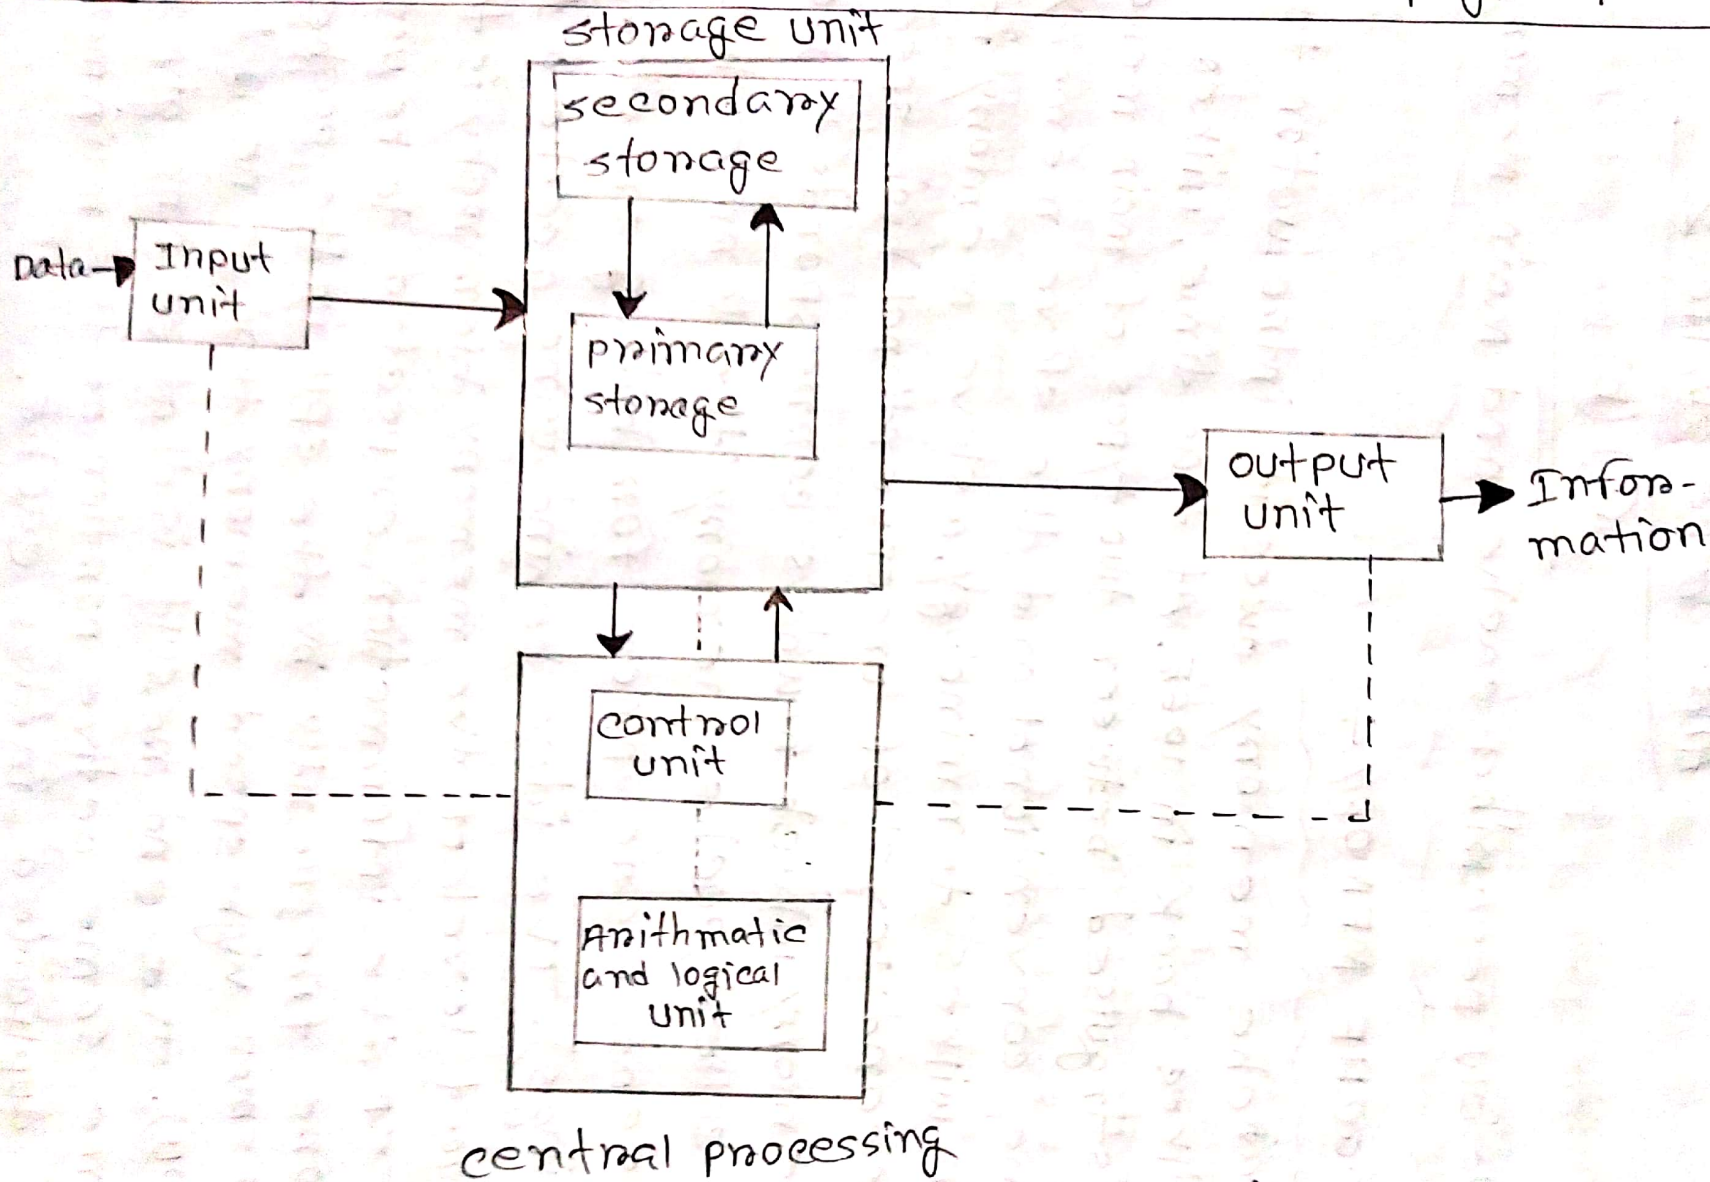 storage unit
secondary
storage
Data
Input
unit
primary
storage
output
unit
Infor-
mation
control
unit
Arithmatic
and logical
unit
central processing